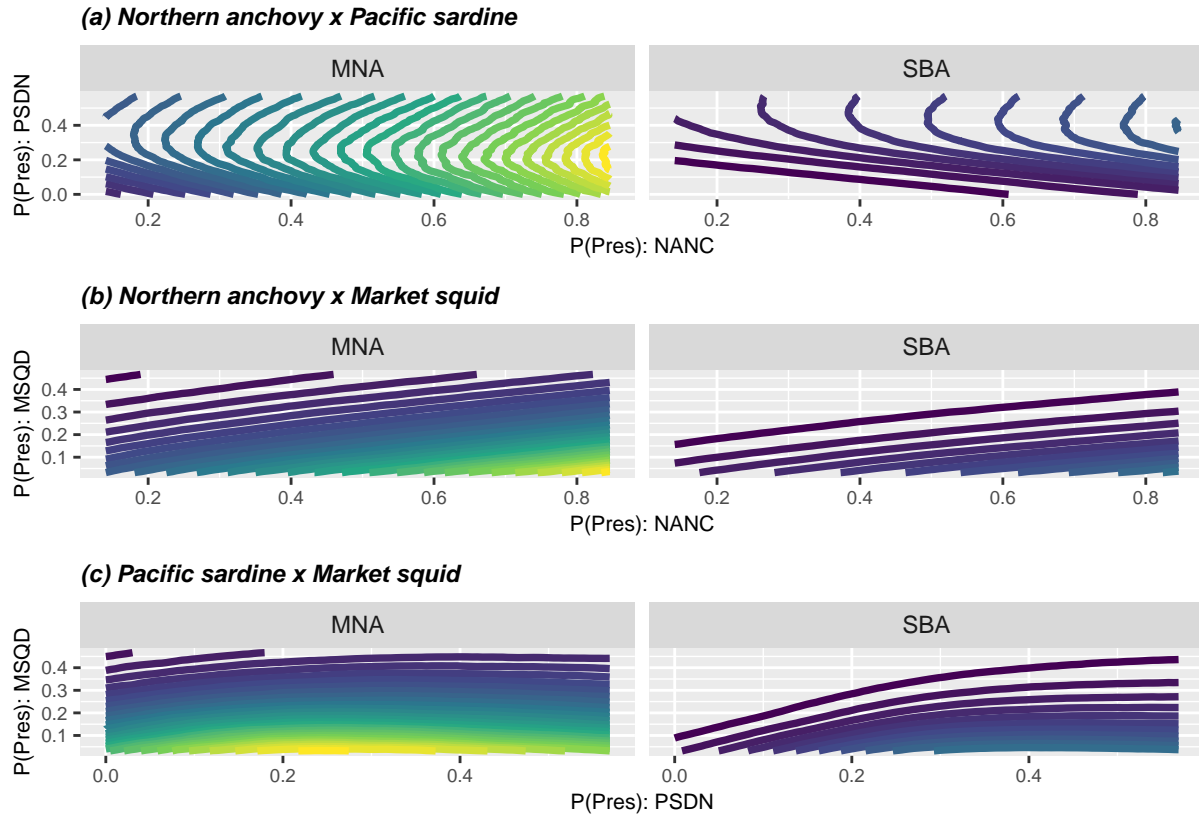 (a) Northern anchovy x Pacific sardine
MNA SBA
P(Pres): PSDN
0.4
0.2
0.0
0.2 0.4 0.6 0.8 0.2 0.4 0.6 0.8
P(Pres): NANC
(b) Northern anchovy x Market squid
MNA SBA
P(Pres): MSQD
0.4
0.3
0.2
0.1
0.2 0.4 0.6 0.8 0.2 0.4 0.6 0.8
P(Pres): NANC
(c) Pacific sardine x Market squid
MNA SBA
P(Pres): MSQD
0.4
0.3
0.2
0.1
0.0 0.2 0.4 0.0 0.2 0.4
P(Pres): PSDN